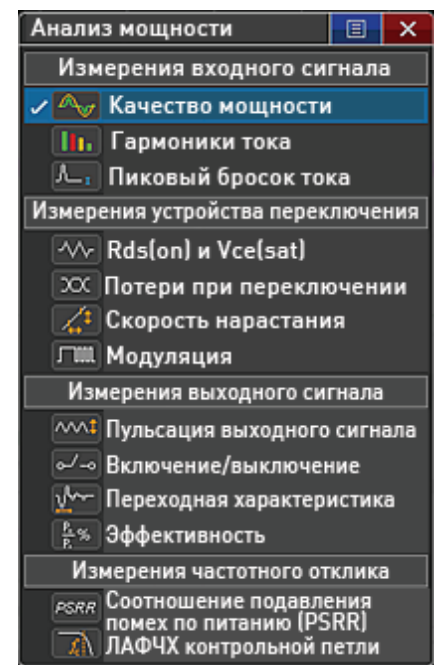 Анализ мощности
Измерения входного сигнала
Качество мощности
Гармоники тока
Пиковый бросок тока
Измерения устройства переключения
Rds(on) и Vce(sat)
Потери при переключении
Скорость нарастания
Модуляция
Измерения выходного сигнала
Пульсация выходного сигнала
Включение/выключение
Переходная характеристика
Эффективность
Измерения частотного отклика
PSRR Соотношение подавления
помех по питанию (PSRR)
ЛАФЧХ контрольной петли